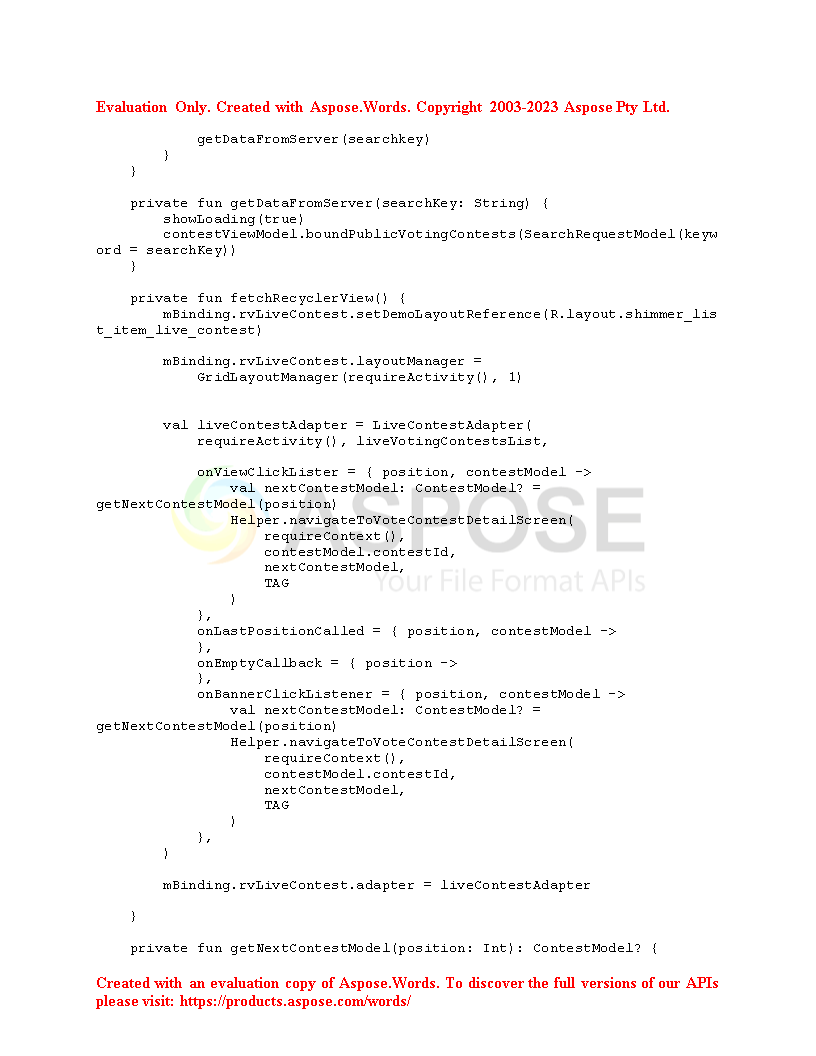 Evaluation Only. Created with Aspose.Words. Copyright 2003-2023 Aspose Pty Ltd.
getDataFromServer(searchkey)
}
}
private fun getDataFromServer(searchKey: String) {
showLoading(true)
contestViewModel.boundPublicVotingContests(SearchRequestModel(keyw
ord = searchKey))
}
private fun fetchRecyclerView() {
mBinding.rvLiveContest.setDemoLayoutReference(R.layout.shimmer_lis
t_item_live_contest)
mBinding.rvLiveContest.layoutManager =
GridLayoutManager(requireActivity(), 1)
val liveContestAdapter = LiveContestAdapter(
requireActivity(), liveVotingContestsList,
onViewClickLister = { position, contestModel ->
val nextContestModel: ContestModel? =
getNextContestModel(position)
Helper.navigateToVoteContestDetailScreen(
requireContext(),
contestModel.contestId,
nextContestModel,
TAG
)
},
onLastPositionCalled = { position, contestModel ->
},
onEmptyCallback = { position ->
},
onBannerClickListener = { position, contestModel ->
val nextContestModel: ContestModel? =
getNextContestModel(position)
Helper.navigateToVoteContestDetailScreen(
requireContext(),
contestModel.contestId,
nextContestModel,
TAG
)
},
)
mBinding.rvLiveContest.adapter = liveContestAdapter
}
private fun getNextContestModel(position: Int): ContestModel? {
ASPOSE
Your File Format APIs
Created with an evaluation copy of Aspose.Words. To discover the full versions of our APIs
please visit: https://products.aspose.com/words/